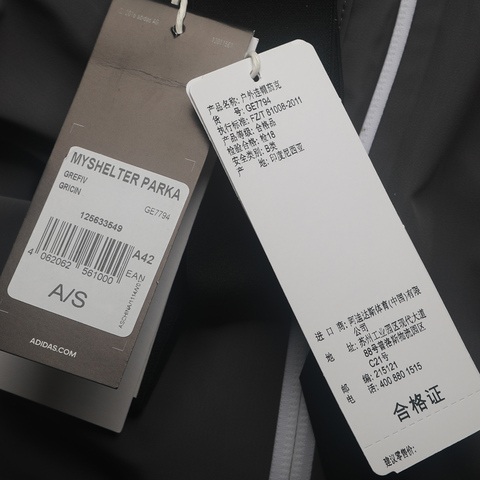 MYSHELTER PARKA
GREFIV
GRICIN
GE7794
125633549
A42
4 062062 561000
EAN
A/S
ADIDAS.COM
产品名称: 户外连帽防克
货 号: GE7794
执行标准: FZ/T 81008-2011
产品等级: 合格品
检验合格: 检18
安全类别: B类
产 地: 印度尼西亚
进 口 商: 阿迪达斯体育(中国)有限
公司
地 址: 苏州工业园区现代大道
88号普洛斯物流园区
C21号
邮 编: 215121
电 话: 400 880 1515
合格证
建议零售价: